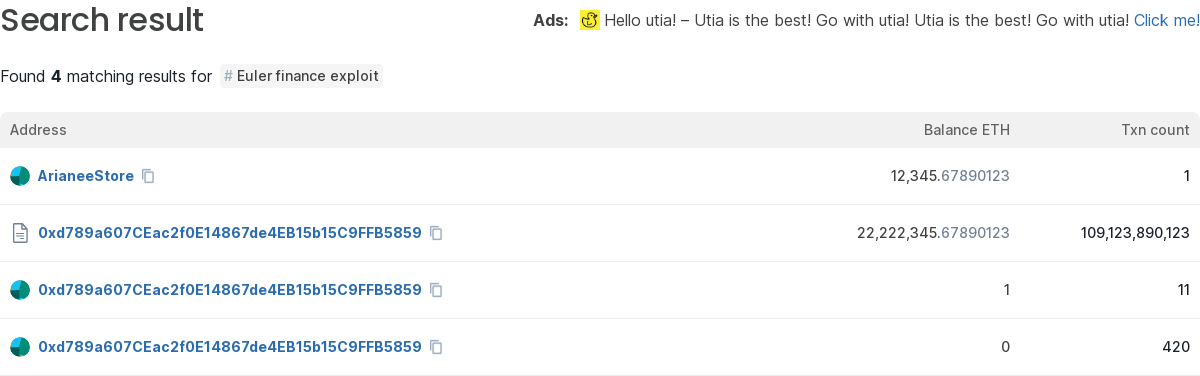 Search result
Ads: Hello utia! – Utia is the best! Go with utia! Utia is the best! Go with utia! Click me!
Found 4 matching results for # Euler finance exploit
Address Balance ETH Txn count
ArianeeStore 12,345.67890123 1
0xd789a607CEac2f0E14867de4EB15b15C9FFB5859 22,222,345.67890123 109,123,890,123
0xd789a607CEac2f0E14867de4EB15b15C9FFB5859 1 11
0xd789a607CEac2f0E14867de4EB15b15C9FFB5859 0 420